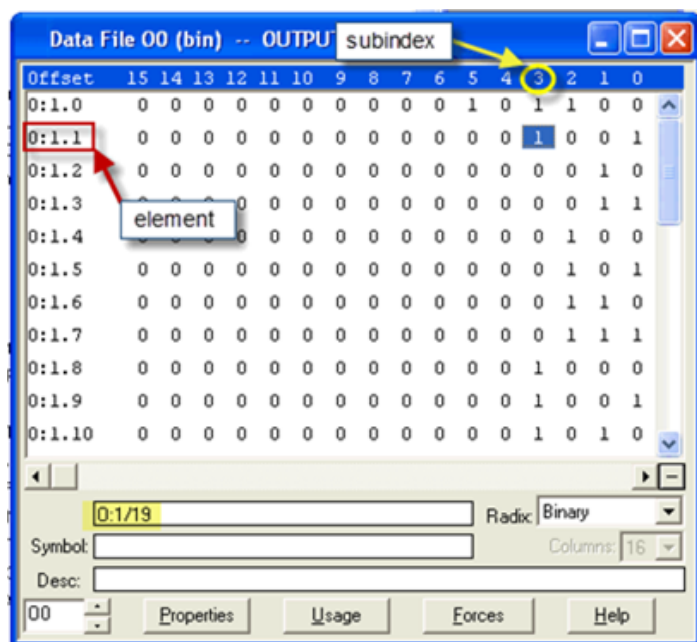 Data File O0 (bin) -- OUTPUT
subindex
Offset 15 14 13 12 11 10 9 8 7 6 5 4 3 2 1 0
O:1.0 0 0 0 0 0 0 0 0 0 0 1 0 1 1 0 0
O:1.1 0 0 0 0 0 0 0 0 0 0 0 0 1 0 0 1
O:1.2 0 0 0 0 0 0 0 0 0 0 0 0 0 1 0
O:1.3 0 0 0 0 0 0 0 0 0 0 0 0 0 1 1
element
O:1.4 0 0 0 0 0 0 0 0 0 0 0 1 0 0
O:1.5 0 0 0 0 0 0 0 0 0 0 0 0 0 1 0 1
O:1.6 0 0 0 0 0 0 0 0 0 0 0 0 0 1 1 0
O:1.7 0 0 0 0 0 0 0 0 0 0 0 0 0 1 1 1
O:1.8 0 0 0 0 0 0 0 0 0 0 0 0 1 0 0 0
O:1.9 0 0 0 0 0 0 0 0 0 0 0 0 1 0 0 1
O:1.10 0 0 0 0 0 0 0 0 0 0 0 0 1 0 1 0
O:1/19
Radix: Binary
Symbol:
Columns: 16
Desc:
O0 Properties Usage Forces Help